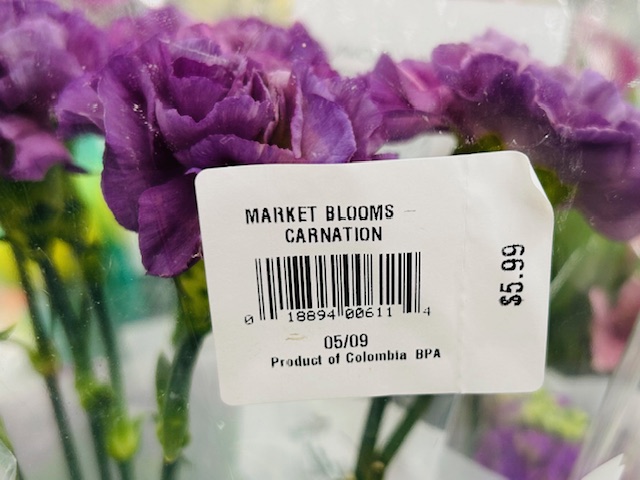 MARKET BLOOMS
CARNATION
$5.99
0 18894 00611 4
05/09
Product of Colombia BPA